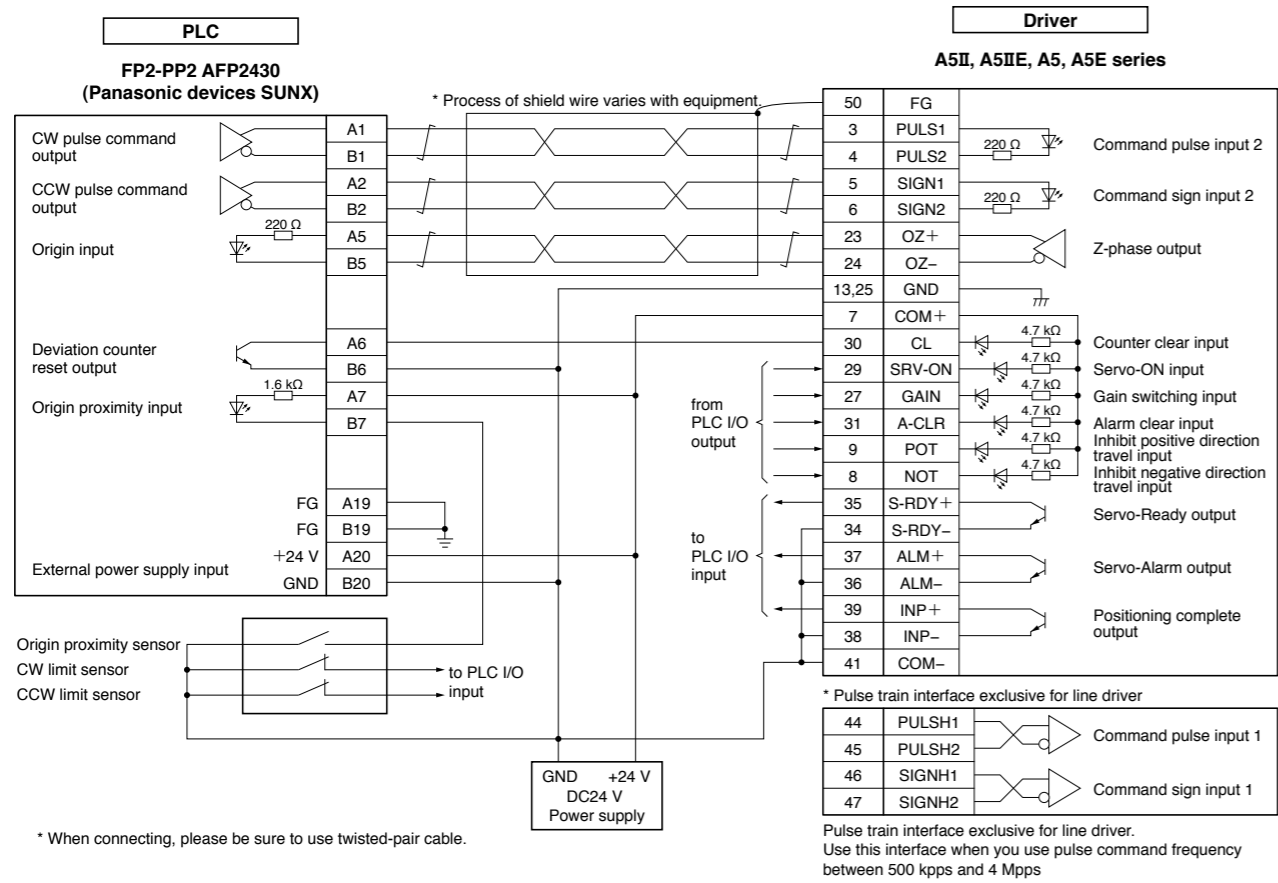 PLC
Driver
FP2-PP2 AFP2430
(Panasonic devices SUNX)
A5II, A5IIE, A5, A5E series
* Process of shield wire varies with equipment.
CW pulse command
output
A1
B1
CCW pulse command
output
A2
B2
Origin input
220 Ω
A5
B5
Deviation counter
reset output
A6
B6
Origin proximity input
1.6 kΩ
A7
B7
FG A19
FG B19
External power supply input
+24 V A20
GND B20
Origin proximity sensor
CW limit sensor
CCW limit sensor
to PLC I/O
input
GND +24 V
DC24 V
Power supply
* When connecting, please be sure to use twisted-pair cable.
from
PLC I/O
output
to
PLC I/O
input
50 FG
3 PULS1
4 PULS2
220 Ω
Command pulse input 2
5 SIGN1
6 SIGN2
220 Ω
Command sign input 2
23 OZ+
24 OZ−
Z-phase output
13,25 GND
7 COM+
30 CL 4.7 kΩ Counter clear input
29 SRV-ON 4.7 kΩ Servo-ON input
27 GAIN 4.7 kΩ Gain switching input
31 A-CLR 4.7 kΩ Alarm clear input
9 POT 4.7 kΩ Inhibit positive direction
travel input
8 NOT 4.7 kΩ Inhibit negative direction
travel input
35 S-RDY+
34 S-RDY−
Servo-Ready output
37 ALM+
36 ALM−
Servo-Alarm output
39 INP+
38 INP−
Positioning complete
output
41 COM−
* Pulse train interface exclusive for line driver
44 PULSH1
45 PULSH2
Command pulse input 1
46 SIGNH1
47 SIGNH2
Command sign input 1
Pulse train interface exclusive for line driver.
Use this interface when you use pulse command frequency
between 500 kpps and 4 Mpps